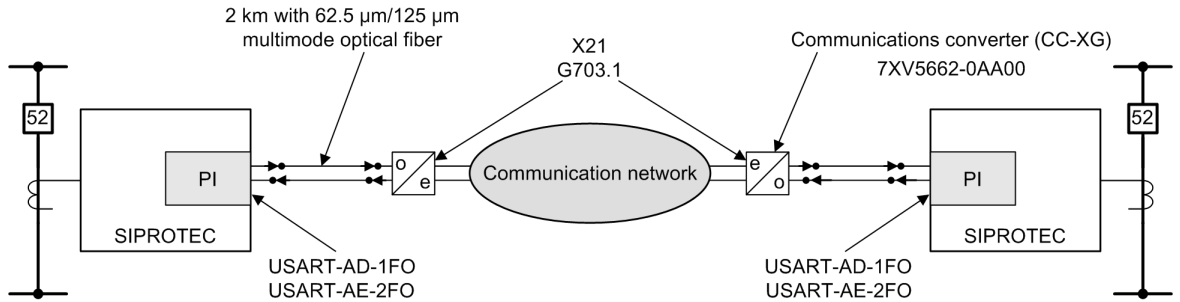 2 km with 62.5 µm/125 µm
multimode optical fiber
X21
G703.1
Communications converter (CC-XG)
7XV5662-0AA00
52
52
PI
o
e
Communication network
e
o
PI
SIPROTEC
SIPROTEC
USART-AD-1FO
USART-AE-2FO
USART-AD-1FO
USART-AE-2FO